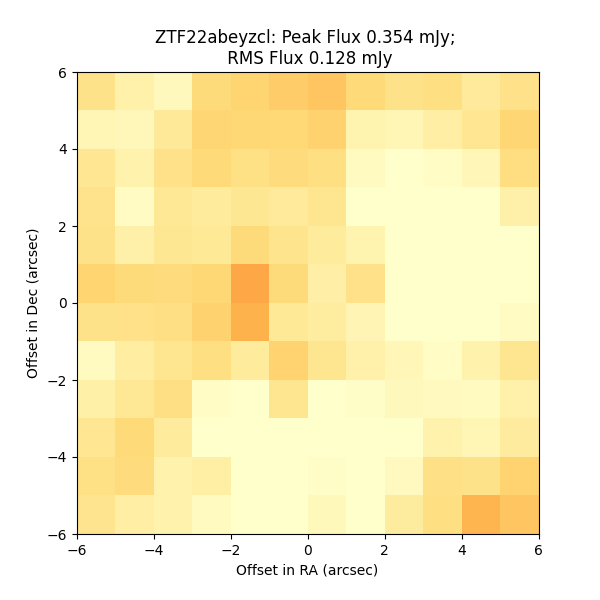 ZTF22abeyzcl: Peak Flux 0.354 mJy;
RMS Flux 0.128 mJy
6
4
2
0
−2
−4
−6
Offset in Dec (arcsec)
−6 −4 −2 0 2 4 6
Offset in RA (arcsec)